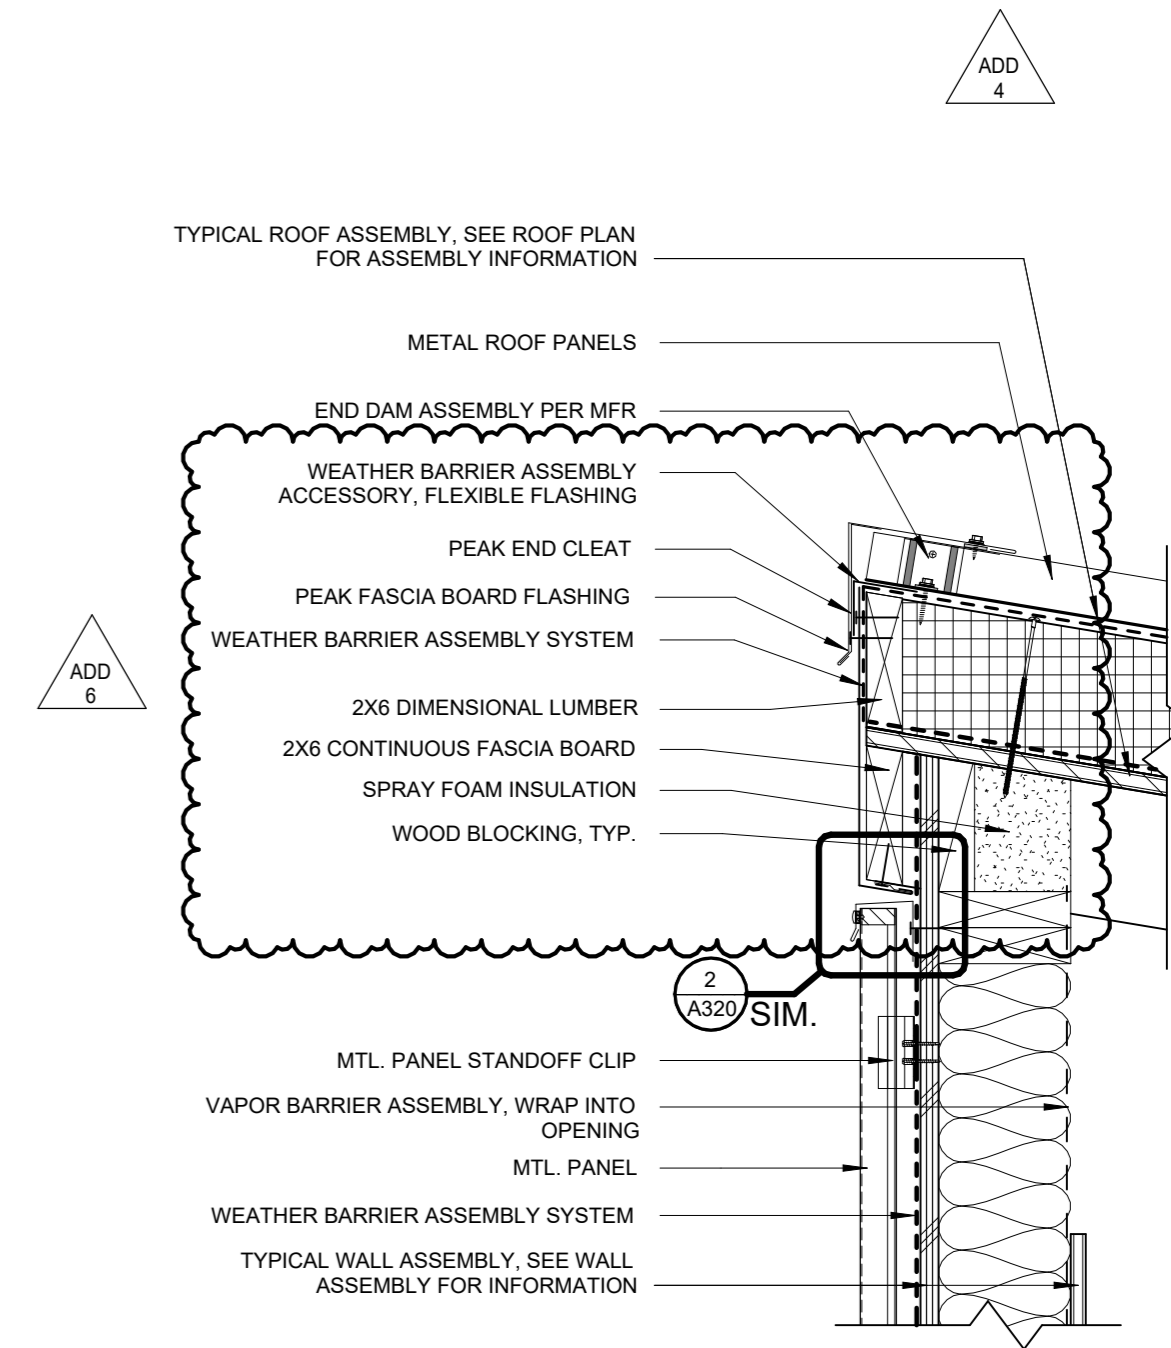 ADD
4
TYPICAL ROOF ASSEMBLY, SEE ROOF PLAN
FOR ASSEMBLY INFORMATION
METAL ROOF PANELS
END DAM ASSEMBLY PER MFR
WEATHER BARRIER ASSEMBLY
ACCESSORY, FLEXIBLE FLASHING
PEAK END CLEAT
PEAK FASCIA BOARD FLASHING
WEATHER BARRIER ASSEMBLY SYSTEM
ADD
6
2X6 DIMENSIONAL LUMBER
2X6 CONTINUOUS FASCIA BOARD
SPRAY FOAM INSULATION
WOOD BLOCKING, TYP.
2
A320
SIM.
MTL. PANEL STANDOFF CLIP
VAPOR BARRIER ASSEMBLY, WRAP INTO
OPENING
MTL. PANEL
WEATHER BARRIER ASSEMBLY SYSTEM
TYPICAL WALL ASSEMBLY, SEE WALL
ASSEMBLY FOR INFORMATION